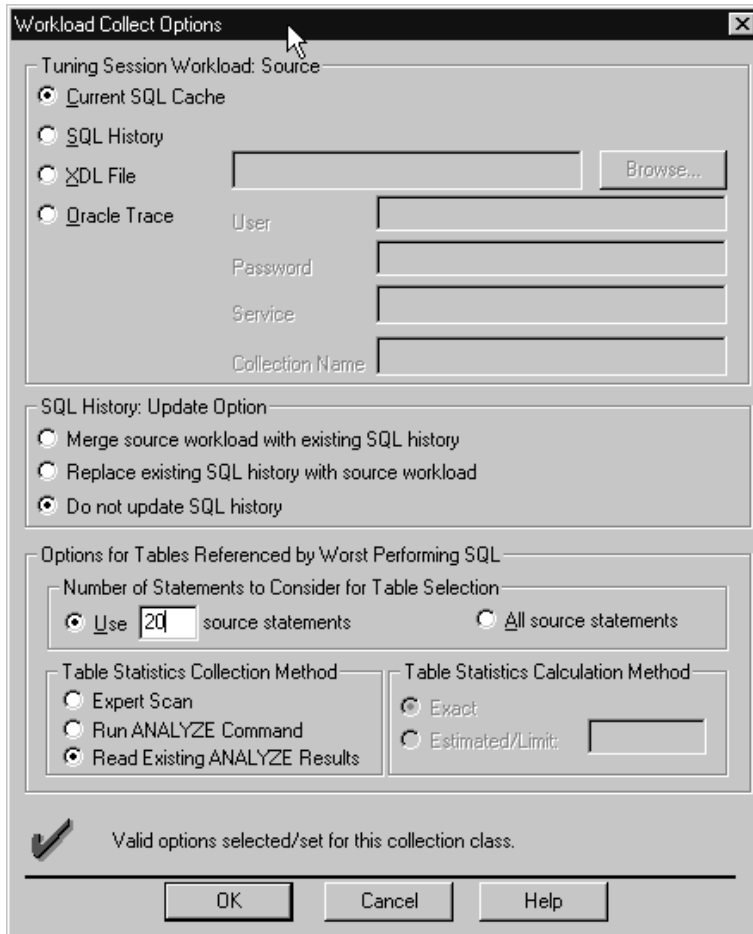 Workload Collect Options
Tuning Session Workload: Source
Current SQL Cache
SQL History
XDL File
Browse...
Oracle Trace
User
Password
Service
Collection Name
SQL History: Update Option
Merge source workload with existing SQL history
Replace existing SQL history with source workload
Do not update SQL history
Options for Tables Referenced by Worst Performing SQL
Number of Statements to Consider for Table Selection
Use 20 source statements
All source statements
Table Statistics Collection Method
Expert Scan
Run ANALYZE Command
Read Existing ANALYZE Results
Table Statistics Calculation Method
Exact
Estimated/Limit:
Valid options selected/set for this collection class.
OK
Cancel
Help